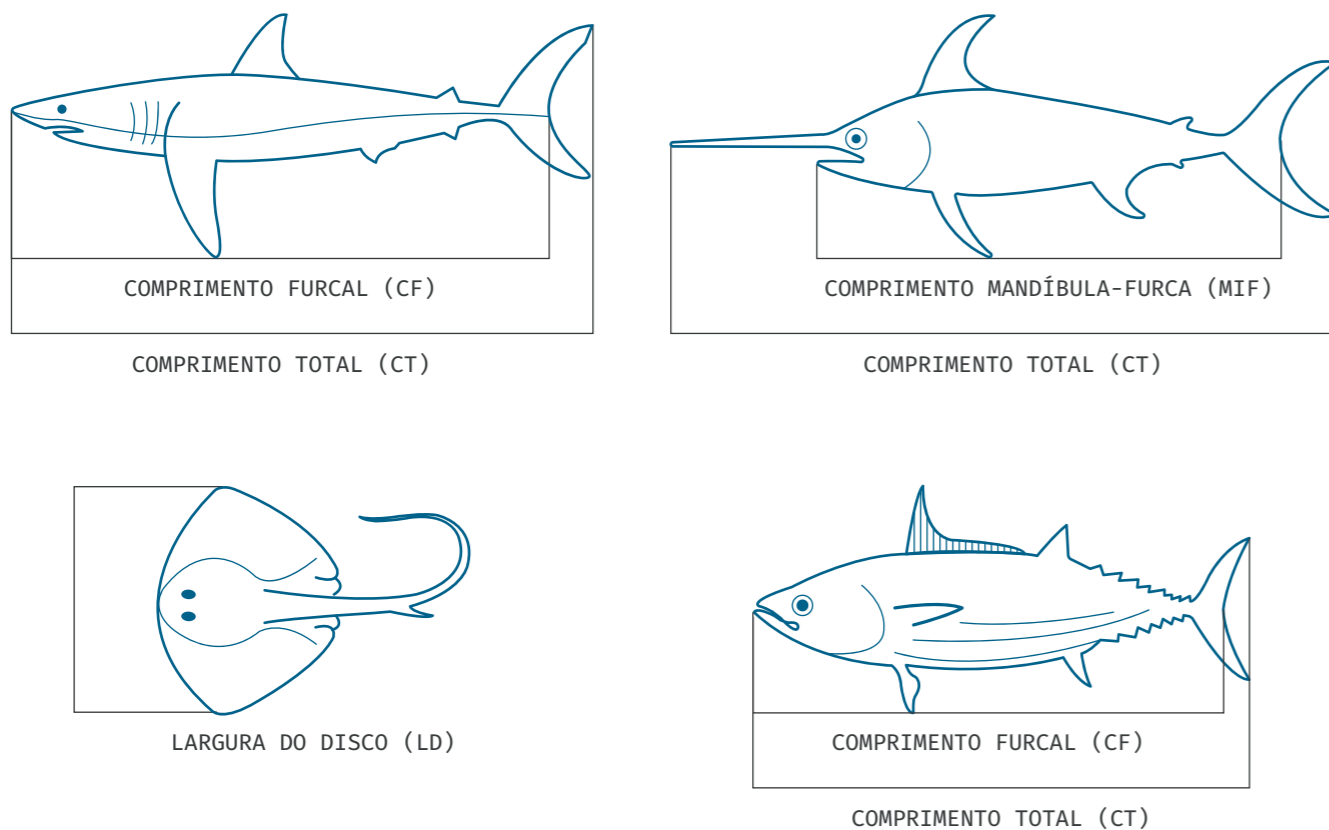 COMPRIMENTO FURCAL (CF)
COMPRIMENTO TOTAL (CT)
COMPRIMENTO MANDÍBULA-FURCA (MIF)
COMPRIMENTO TOTAL (CT)
LARGURA DO DISCO (LD)
COMPRIMENTO FURCAL (CF)
COMPRIMENTO TOTAL (CT)